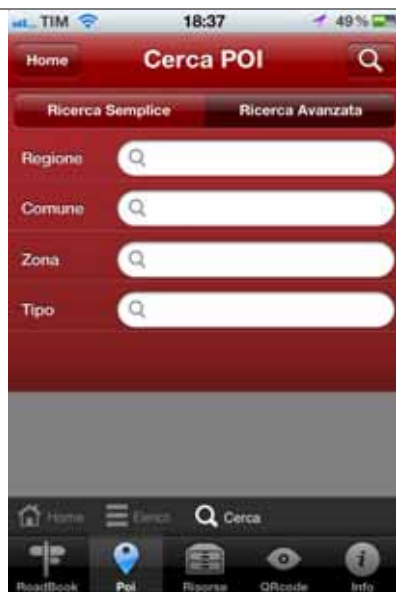 TIM 18:37 49%
Home Cerca POI
Ricerca Semplice Ricerca Avanzata
Regione
Comune
Zona
Tipo
Home Elenco Cerca
RoadBook Poi Risorse QRcode Info